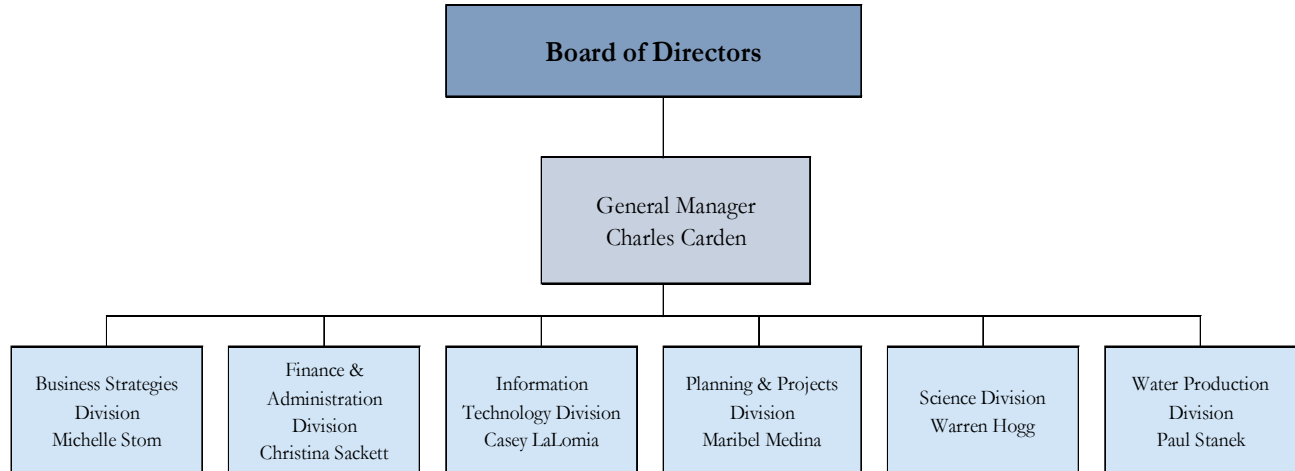 Board of Directors
General Manager
Charles Carden
Business Strategies
Division
Michelle Stom
Finance &
Administration
Division
Christina Sackett
Information
Technology Division
Casey LaLomia
Planning & Projects
Division
Maribel Medina
Science Division
Warren Hogg
Water Production
Division
Paul Stanek